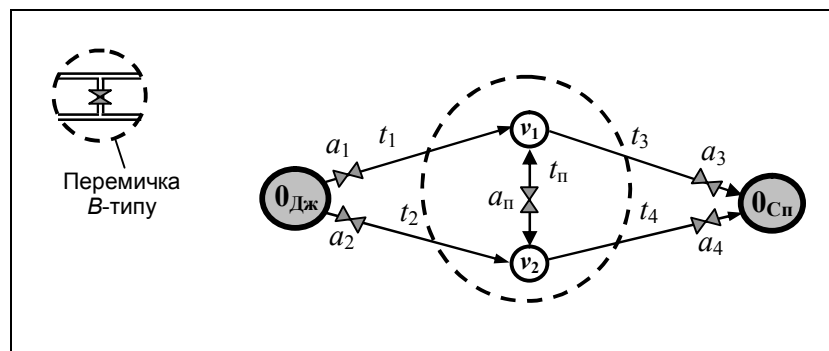 Перемичка
B-типу
0Дж
a1
t1
a2
t2
v1
tп
aп
v2
t3
a3
t4
a4
0Сп